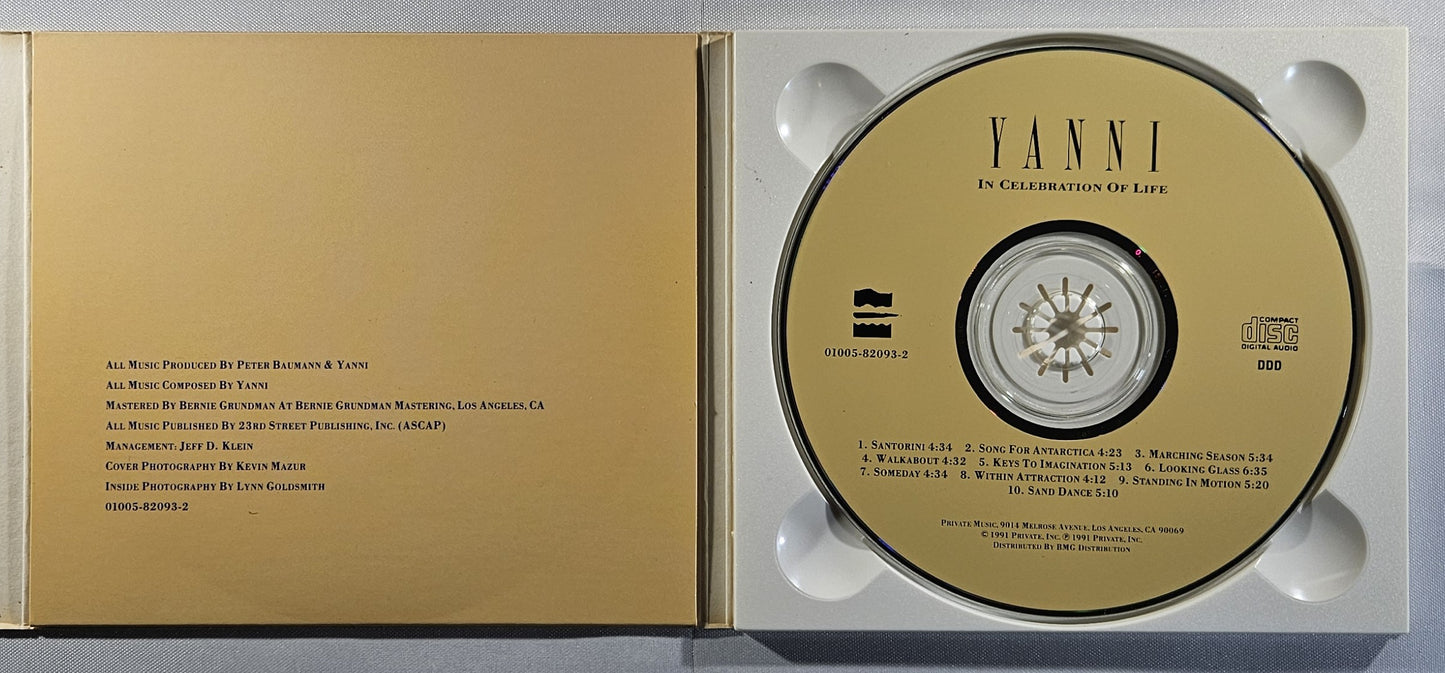 All Music Produced By Peter Baumann & Yanni
All Music Composed By Yanni
Mastered By Bernie Grundman At Bernie Grundman Mastering, Los Angeles, CA
All Music Published By 23rd Street Publishing, Inc. (ASCAP)
Management: Jeff D. Klein
Cover Photography By Kevin Mazur
Inside Photography By Lynn Goldsmith
01005-82093-2
YANNI
In Celebration Of Life
01005-82093-2
COMPACT
disc
DIGITAL AUDIO
DDD
1. Santorini 4:34 2. Song For Antarctica 4:23 3. Marching Season 5:34
4. Walkabout 4:32 5. Keys To Imagination 5:13 6. Looking Glass 6:35
7. Someday 4:34 8. Within Attraction 4:12 9. Standing In Motion 5:20
10. Sand Dance 5:10
Private Music, 9014 Melrose Avenue, Los Angeles, CA 90069
© 1991 Private, Inc. ℗ 1991 Private, Inc.
Distributed By BMG Distribution